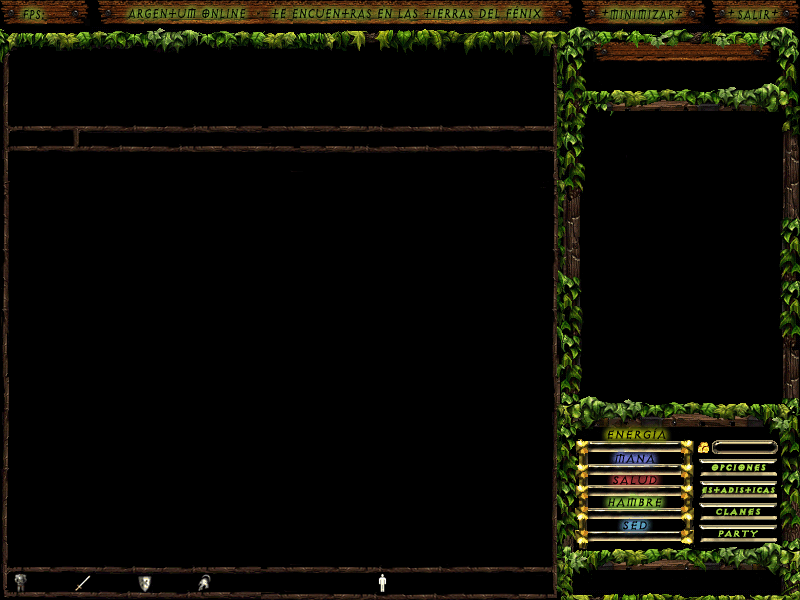 FPS:
ARGENTUM ONLINE TE ENCUENTRAS EN LAS TIERRAS DEL FÉNIX
+MINIMIZAR+
+SALIR+
ENERGIA
MANA
SALUD
HAMBRE
SED
OPCIONES
ESTADISTICAS
CLANES
PARTY